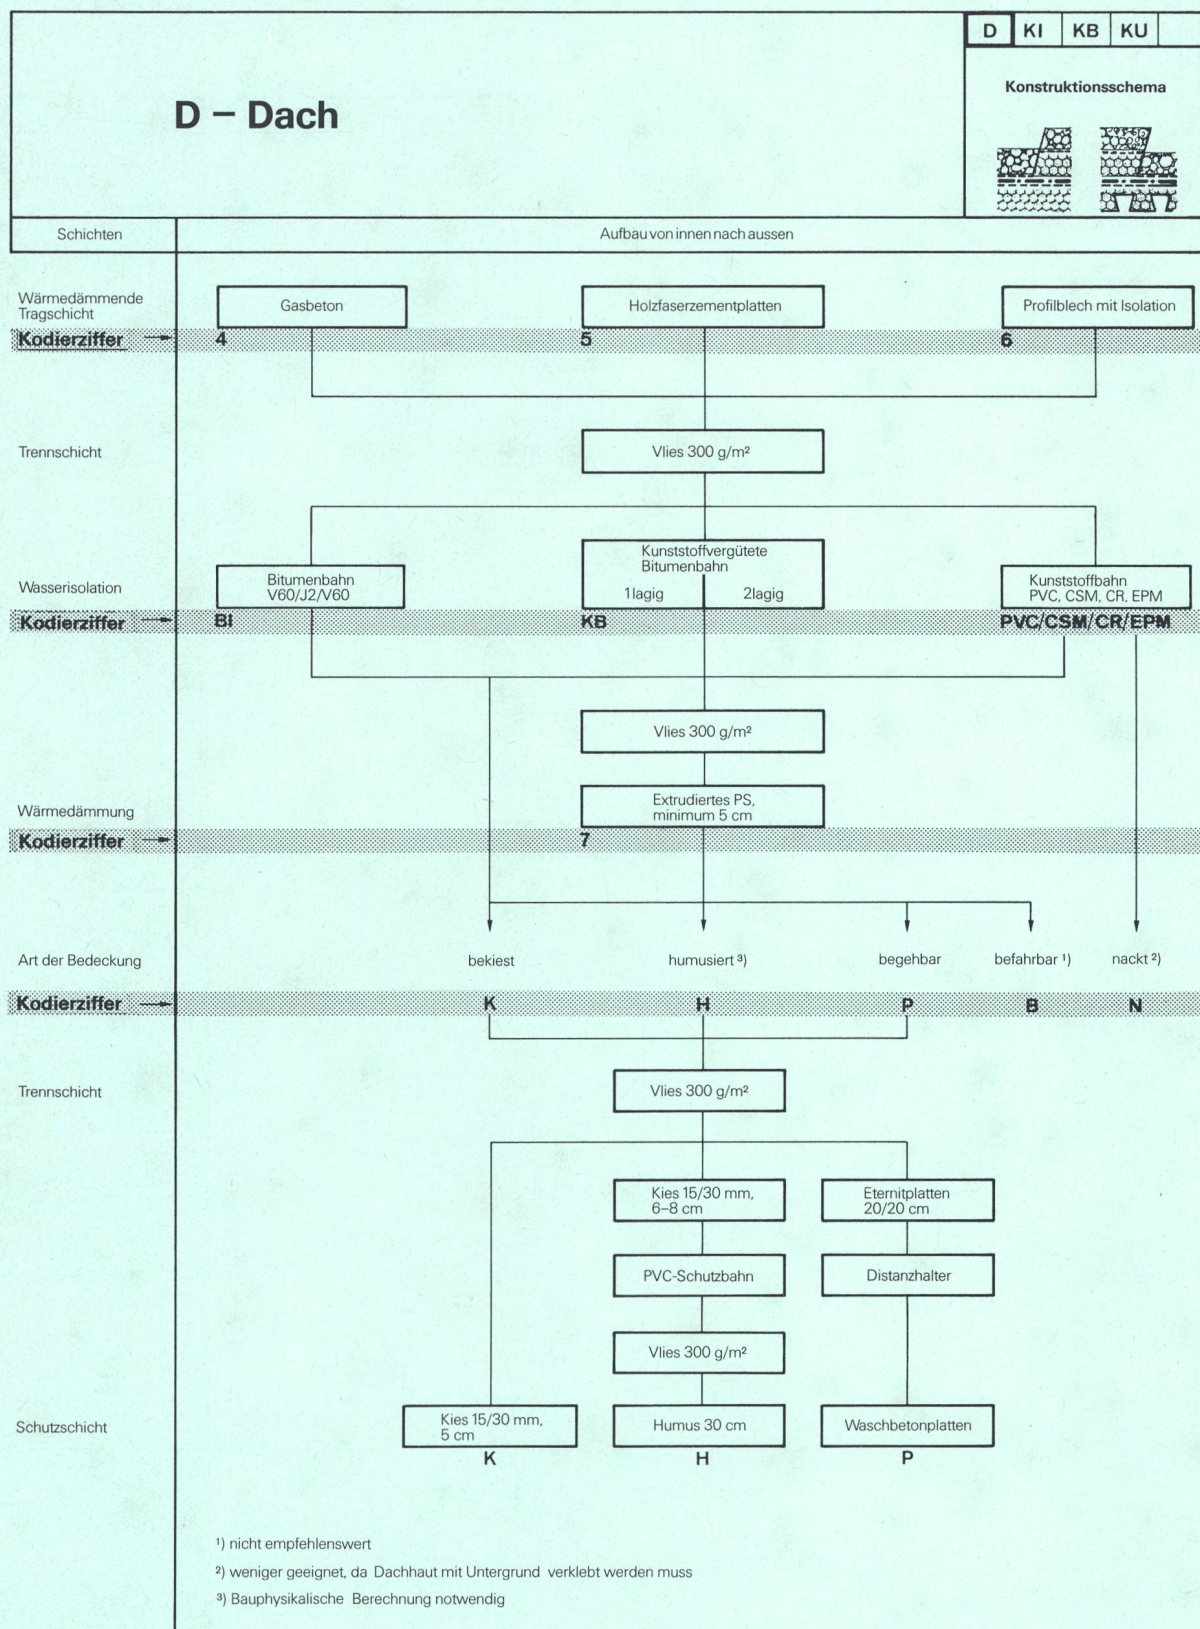 D KI KB KU
Konstruktionsschema
D – Dach
Schichten
Aufbau von innen nach aussen
Wärmedämmende
Tragschicht
Gasbeton
Holzfaserzementplatten
Profilblech mit Isolation
Kodierziffer
4
5
6
Trennschicht
Vlies 300 g/m²
Wasserisolation
Bitumenbahn
V60/J2/V60
Kunststoffvergütete
Bitumenbahn
1lagig
2lagig
Kunststoffbahn
PVC, CSM, CR, EPM
Kodierziffer
BI
KB
PVC/CSM/CR/EPM
Vlies 300 g/m²
Wärmedämmung
Extrudiertes PS,
minimum 5 cm
Kodierziffer
7
Art der Bedeckung
bekiest
humusiert ³)
begehbar
befahrbar ¹)
nackt ²)
Kodierziffer
K
H
P
B
N
Trennschicht
Vlies 300 g/m²
Kies 15/30 mm,
6–8 cm
Eternitplatten
20/20 cm
PVC-Schutzbahn
Distanzhalter
Vlies 300 g/m²
Schutzschicht
Kies 15/30 mm,
5 cm
Humus 30 cm
Waschbetonplatten
K
H
P
¹) nicht empfehlenswert
²) weniger geeignet, da Dachhaut mit Untergrund verklebt werden muss
³) Bauphysikalische Berechnung notwendig